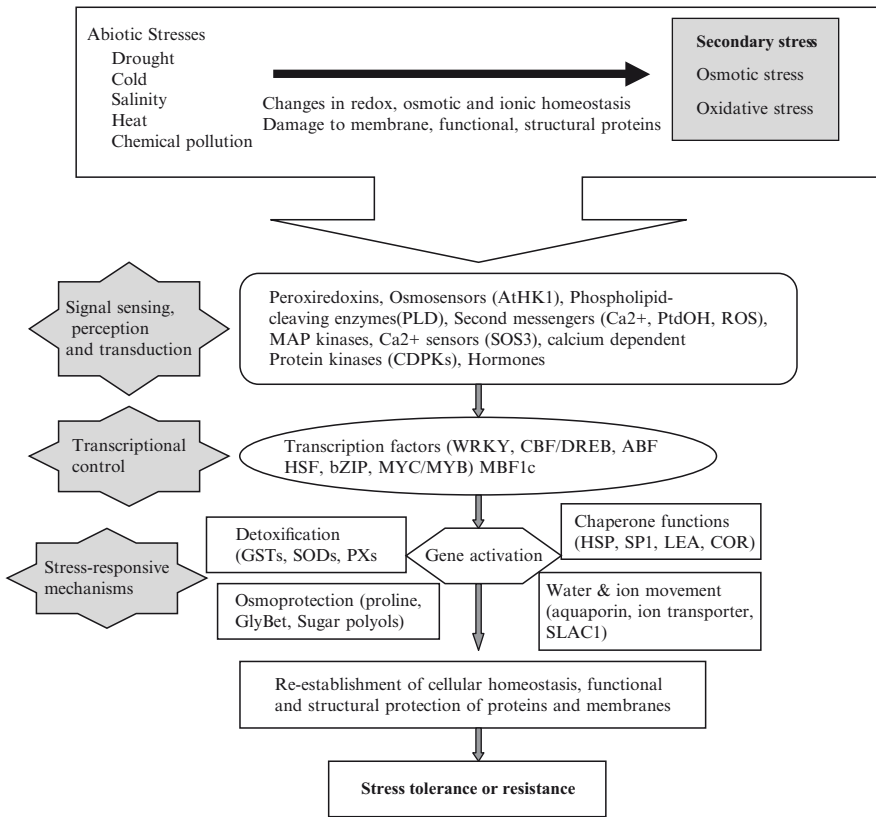 Abiotic Stresses
Drought
Cold
Salinity
Heat
Chemical pollution
Changes in redox, osmotic and ionic homeostasis
Damage to membrane, functional, structural proteins
Secondary stress
Osmotic stress
Oxidative stress
Signal sensing,
perception
and transduction
Peroxiredoxins, Osmosensors (AtHK1), Phospholipid-
cleaving enzymes(PLD), Second messengers (Ca2+, PtdOH, ROS),
MAP kinases, Ca2+ sensors (SOS3), calcium dependent
Protein kinases (CDPKs), Hormones
Transcriptional
control
Transcription factors (WRKY, CBF/DREB, ABF
HSF, bZIP, MYC/MYB) MBF1c
Stress-responsive
mechanisms
Detoxification
(GSTs, SODs, PXs
Gene activation
Chaperone functions
(HSP, SP1, LEA, COR)
Osmoprotection (proline,
GlyBet, Sugar polyols)
Water & ion movement
(aquaporin, ion transporter,
SLAC1)
Re-establishment of cellular homeostasis, functional
and structural protection of proteins and membranes
Stress tolerance or resistance